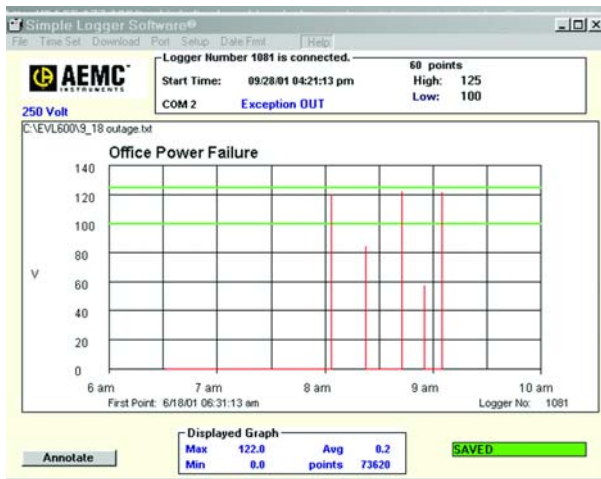 Simple Logger Software®
File Time Set Download Port Setup Date Frmt Help
AEMC
INSTRUMENTS
250 Volt
Logger Number 1081 is connected.
Start Time: 09/28/01 04:21:13 pm
COM 2 Exception OUT
60 points
High: 125
Low: 100
C:\EVL600\9_18 outage.txt
Office Power Failure
140
120
100
80
V
60
40
20
0
6 am 7 am 8 am 9 am 10 am
First Point: 6/18/01 06:31:13 am Logger No: 1081
Annotate
Displayed Graph
Max 122.0 Avg 0.2
Min 0.0 points 73620
SAVED